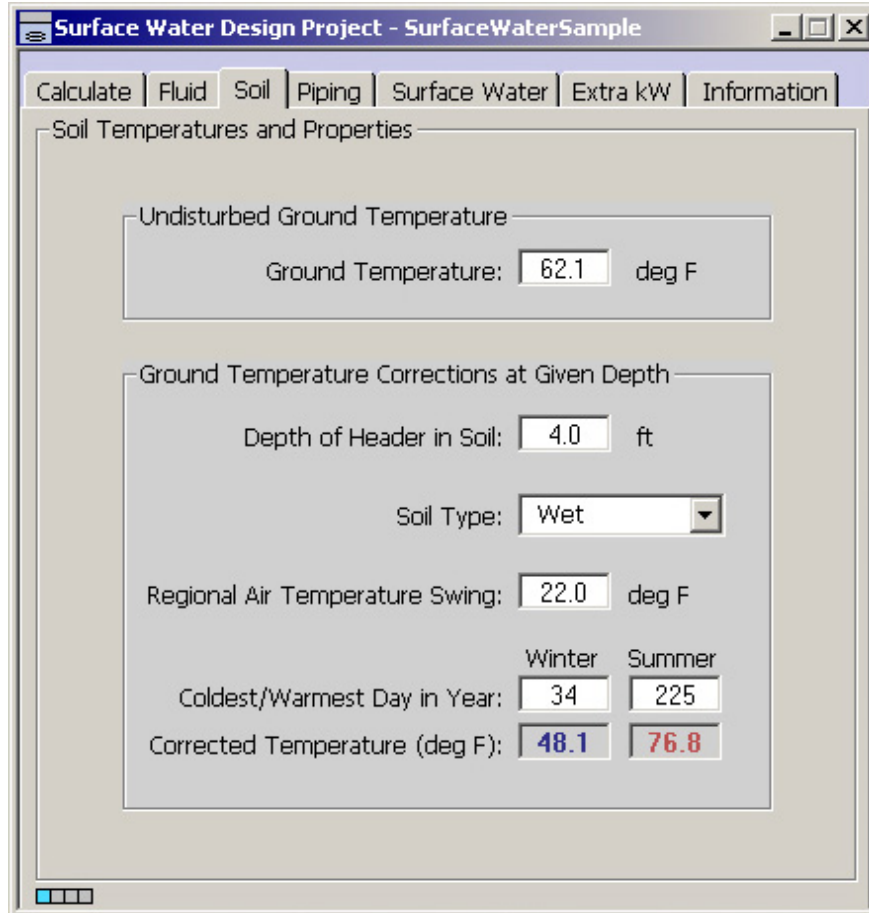 Surface Water Design Project - SurfaceWaterSample
Calculate Fluid Soil Piping Surface Water Extra kW Information
Soil Temperatures and Properties
Undisturbed Ground Temperature
Ground Temperature: 62.1 deg F
Ground Temperature Corrections at Given Depth
Depth of Header in Soil: 4.0 ft
Soil Type: Wet
Regional Air Temperature Swing: 22.0 deg F
Winter Summer
Coldest/Warmest Day in Year: 34 225
Corrected Temperature (deg F): 48.1 76.8